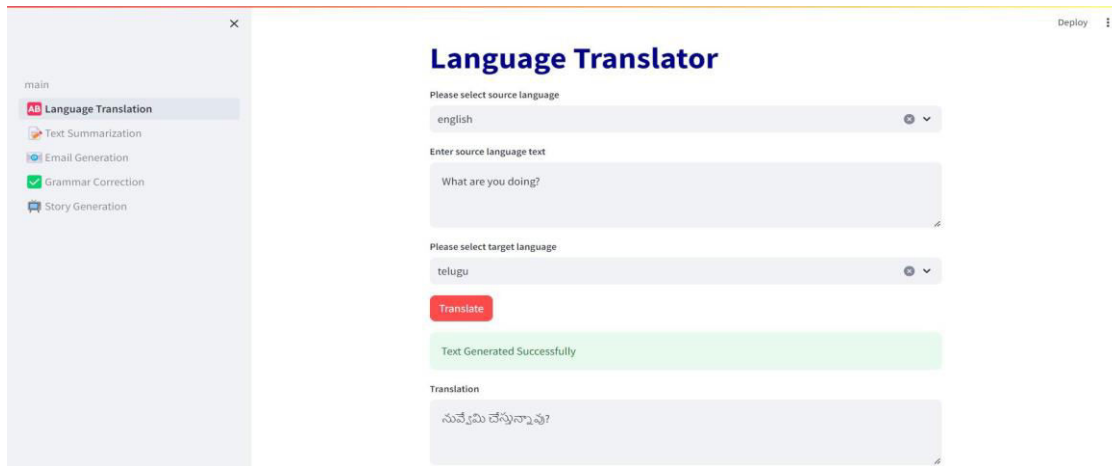 Deploy
main
Language Translation
Text Summarization
Email Generation
Grammar Correction
Story Generation
Language Translator
Please select source language
english
Enter source language text
What are you doing?
Please select target language
telugu
Translate
Text Generated Successfully
Translation
నువ్వేమి చేస్తున్నావు?